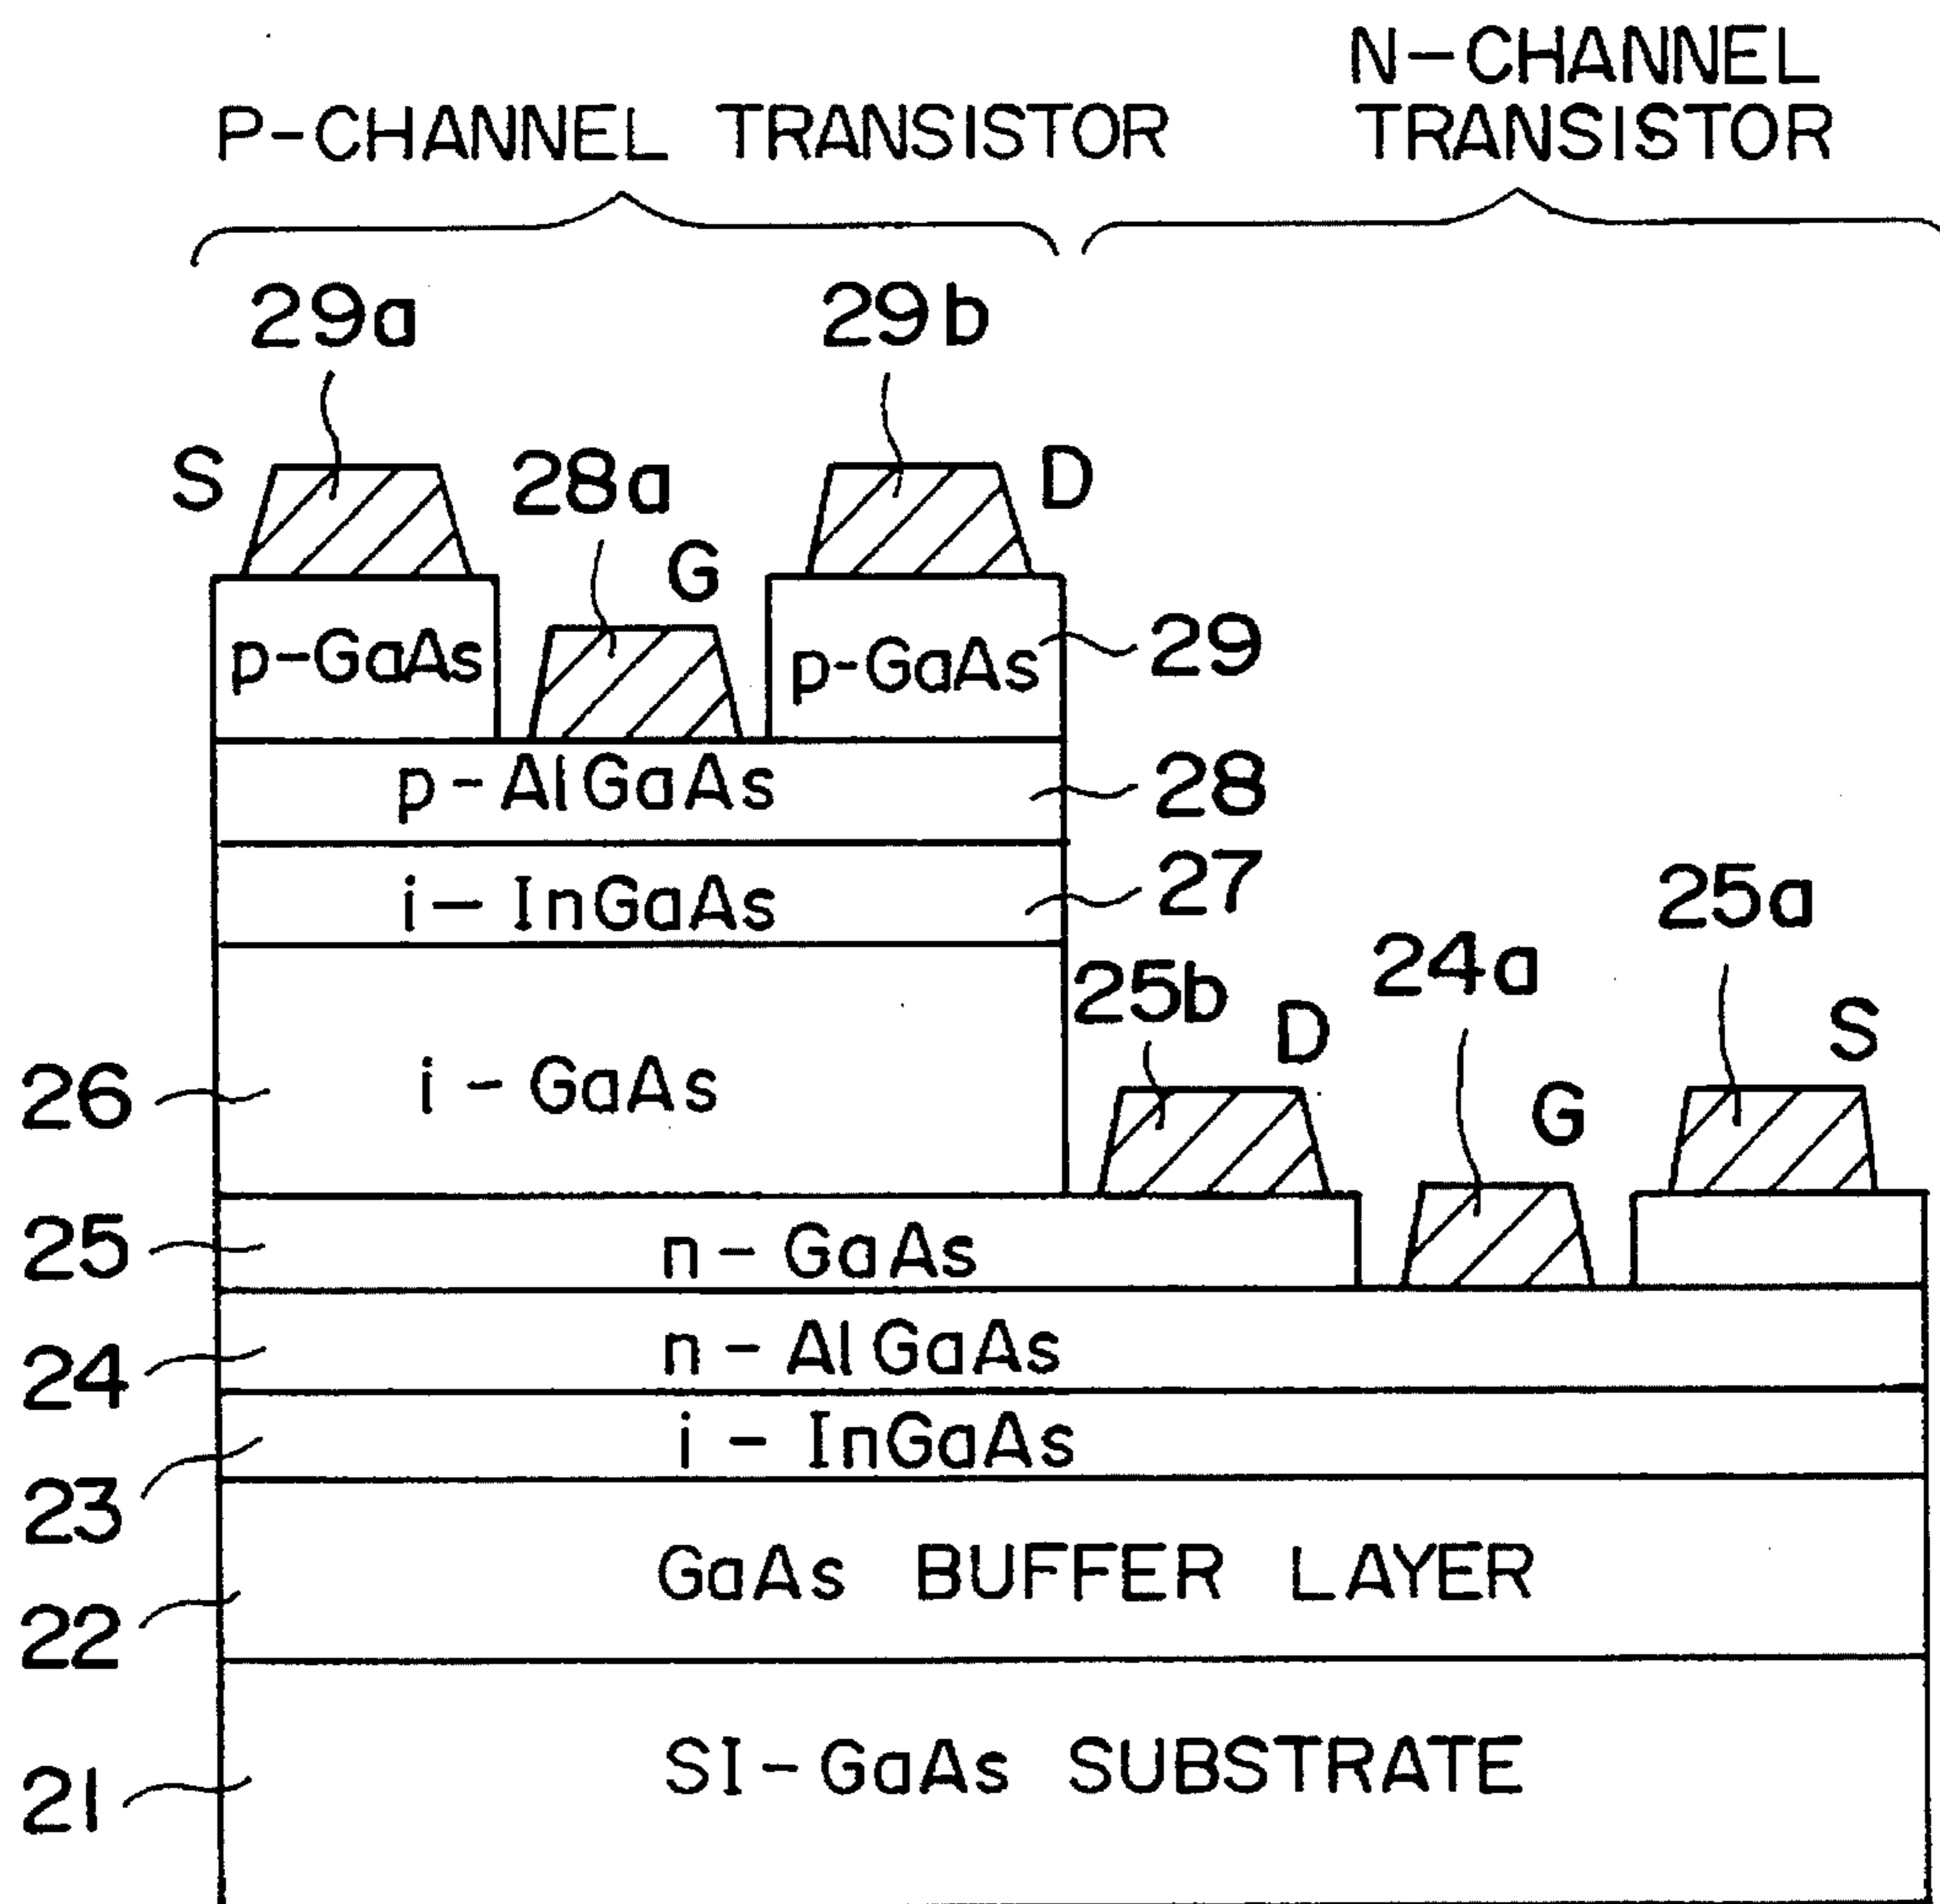 N-CHANNEL
P-CHANNEL TRANSISTOR
TRANSISTOR
29a
29b
S
28a
G
D
p-GaAs
p-GaAs
29
p-AlGaAs
28
i-InGaAs
27
25a
24a
25b
D
S
26
i-GaAs
G
25
n-GaAs
24
n-AlGaAs
23
i-InGaAs
22
GaAs BUFFER LAYER
21
SI-GaAs SUBSTRATE